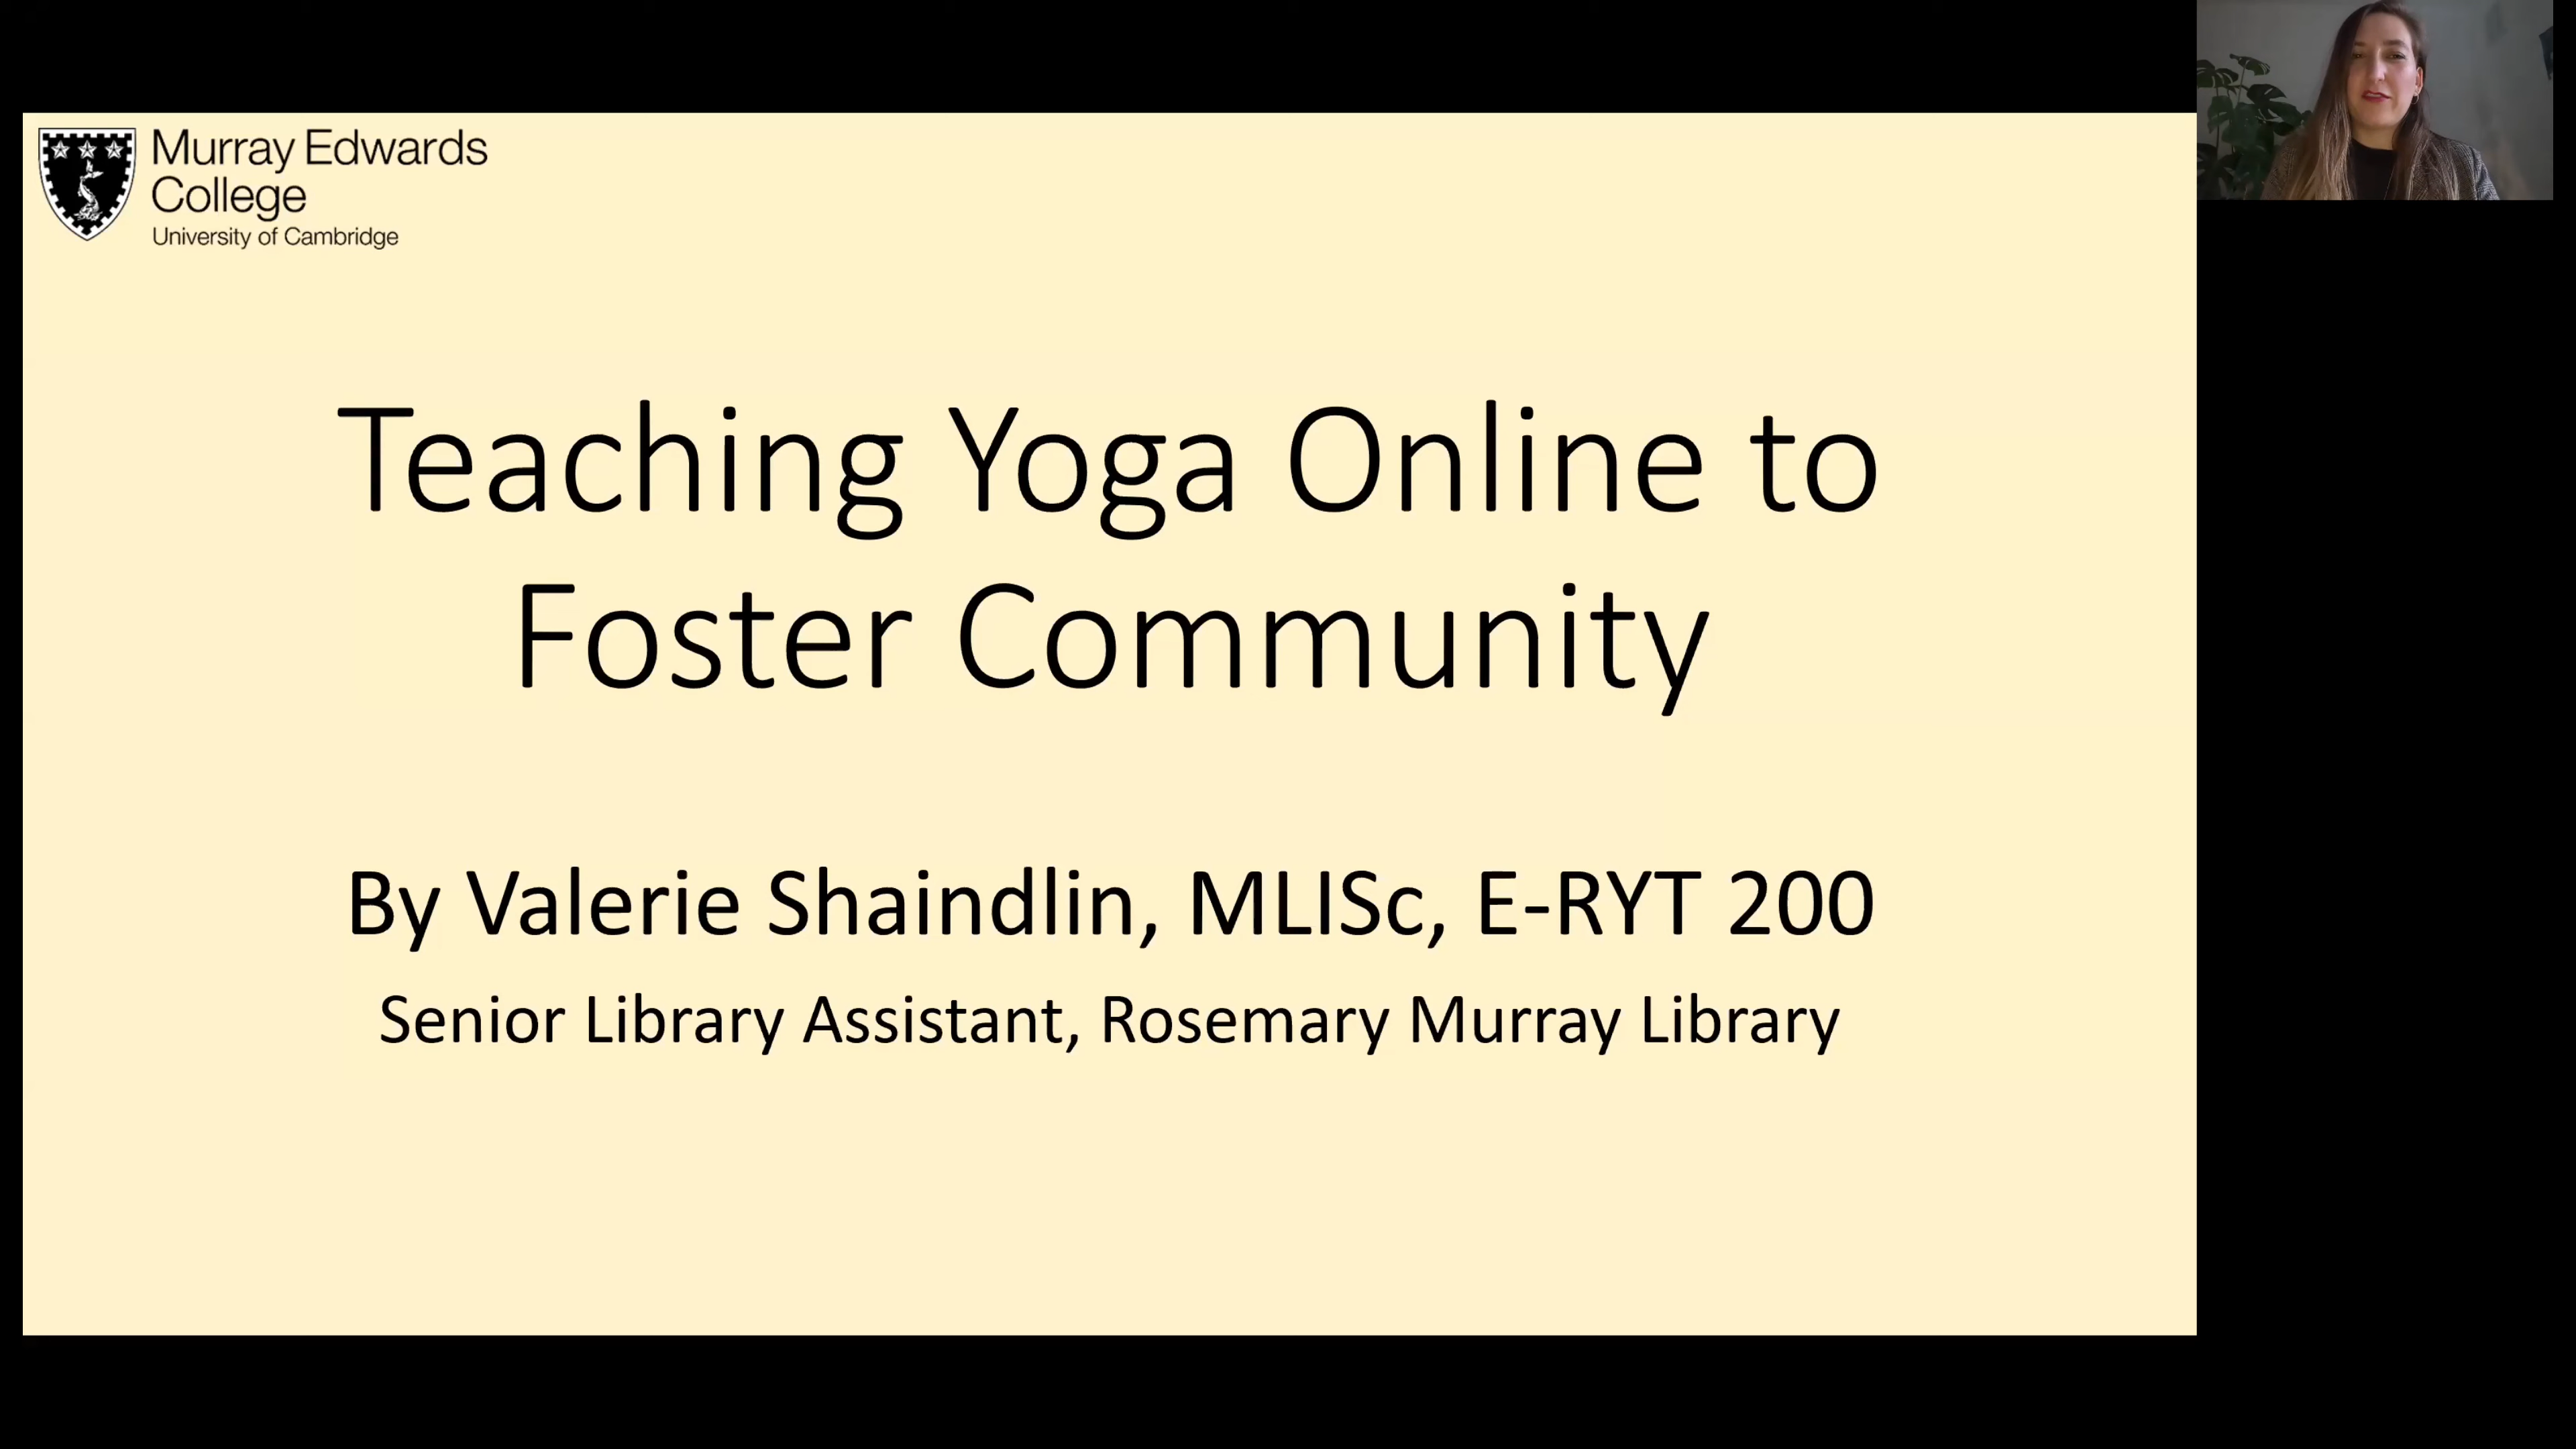 Murray Edwards
College
University of Cambridge
Teaching Yoga Online to
Foster Community
By Valerie Shaindlin, MLISc, E-RYT 200
Senior Library Assistant, Rosemary Murray Library